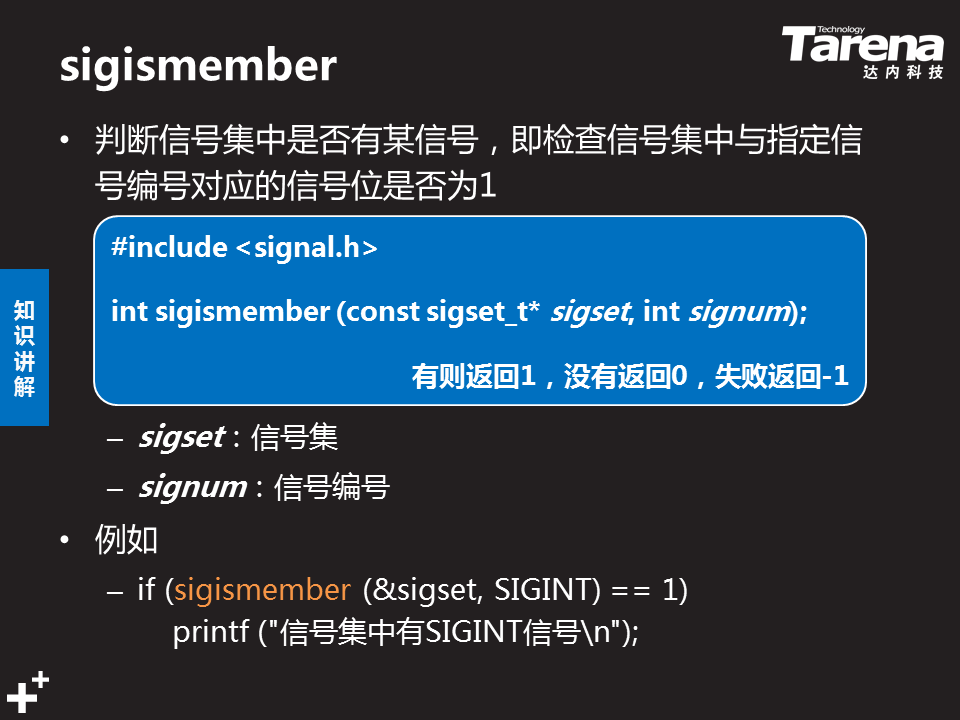 sigismember
Technology
Tarena
达内科技
• 判断信号集中是否有某信号，即检查信号集中与指定信
号编号对应的信号位是否为1
#include <signal.h>
int sigismember (const sigset_t* sigset, int signum);
有则返回1，没有返回0，失败返回-1
知识讲解
– sigset：信号集
– signum：信号编号
• 例如
– if (sigismember (&sigset, SIGINT) == 1)
printf ("信号集中有SIGINT信号\n");